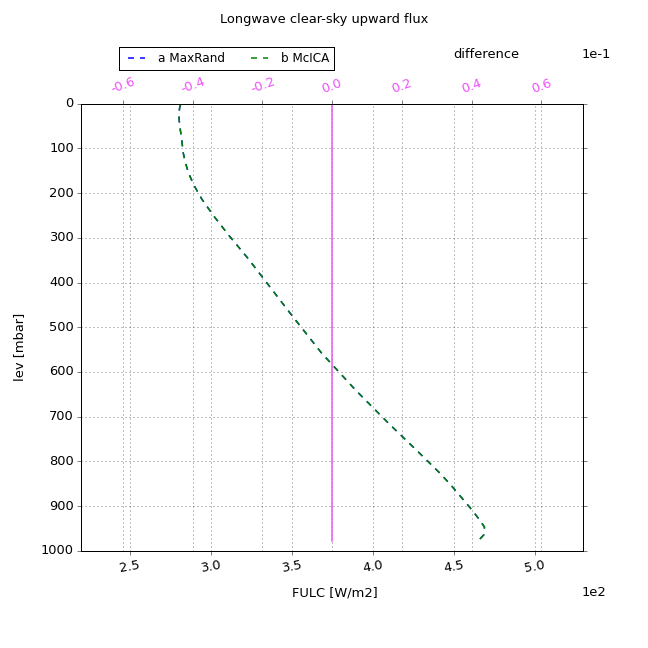 Longwave clear-sky upward flux
a MaxRand b McICA
difference 1e-1
-0.6 -0.4 -0.2 0.0 0.2 0.4 0.6
0
100
200
300
400
500
600
700
800
900
1000
lev [mbar]
2.5 3.0 3.5 4.0 4.5 5.0
FULC [W/m2] 1e2